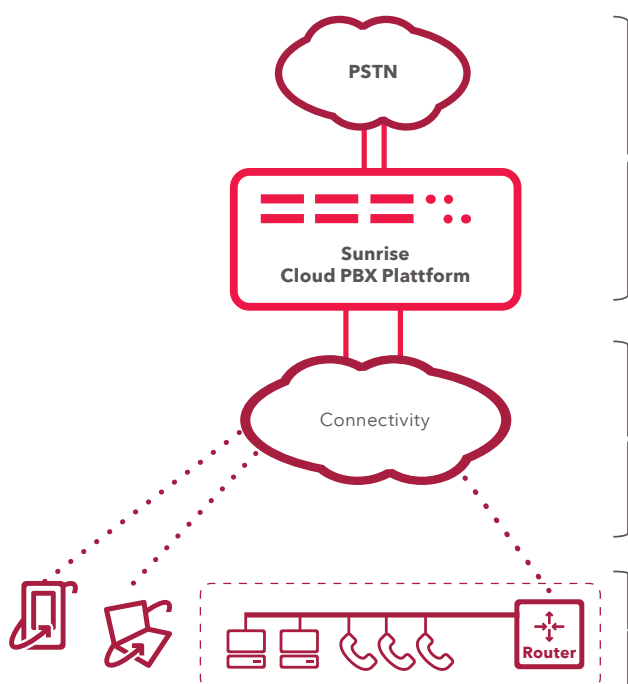 PSTN
Sunrise
Cloud PBX Plattform
Connectivity
Router